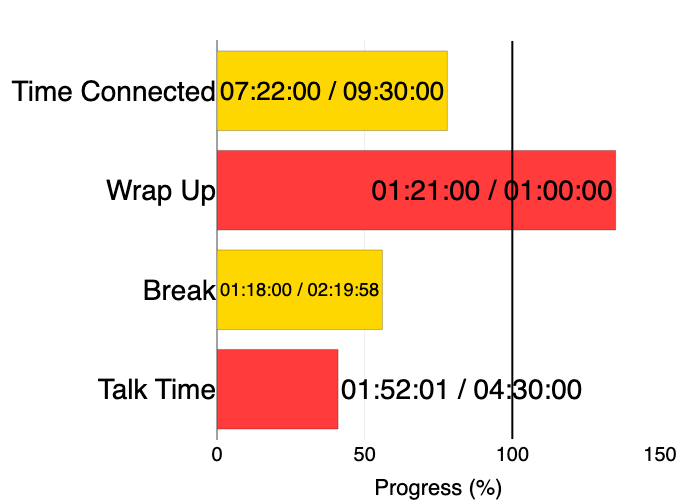 Time Connected 07:22:00 / 09:30:00
Wrap Up 01:21:00 / 01:00:00
Break 01:18:00 / 02:19:58
Talk Time 01:52:01 / 04:30:00
0 50 100 150
Progress (%)